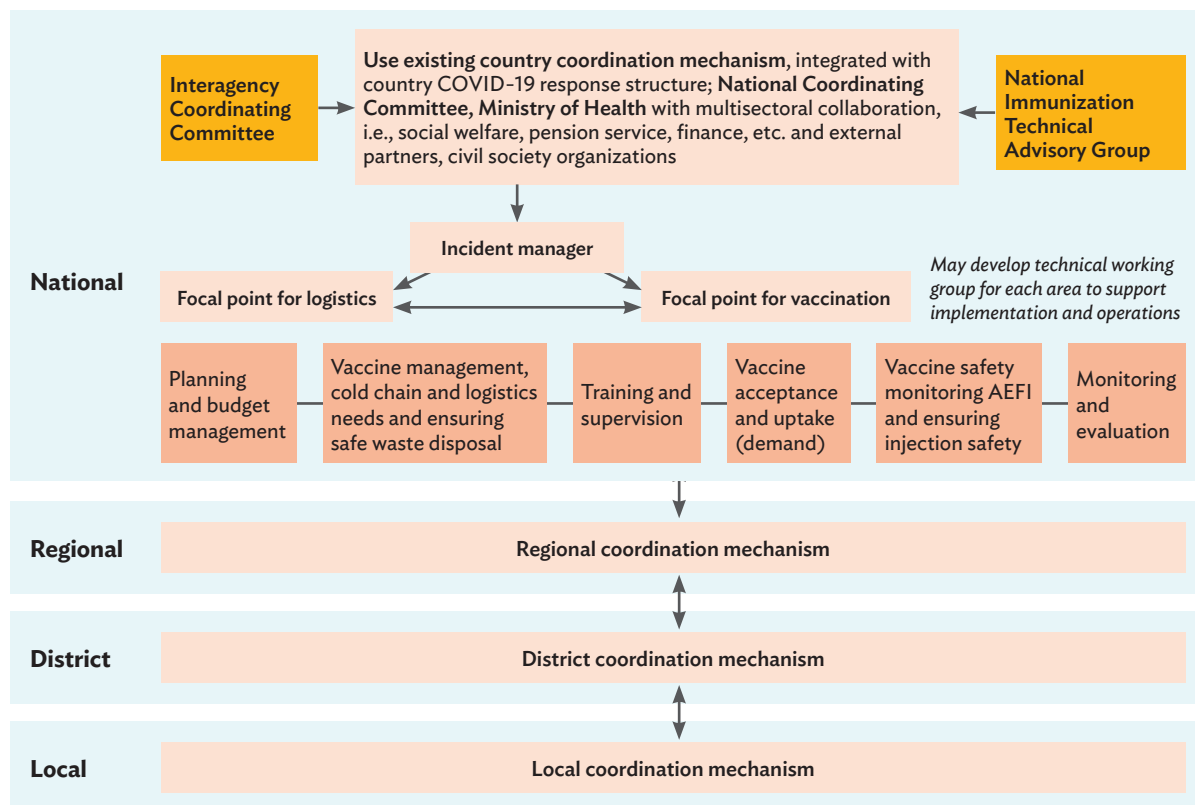 Interagency
Coordinating
Committee
Use existing country coordination mechanism, integrated with
country COVID-19 response structure; National Coordinating
Committee, Ministry of Health with multisectoral collaboration,
i.e., social welfare, pension service, finance, etc. and external
partners, civil society organizations
National
Immunization
Technical
Advisory Group
National
Incident manager
Focal point for logistics
Focal point for vaccination
May develop technical working
group for each area to support
implementation and operations
Planning
and budget
management
Vaccine management,
cold chain and logistics
needs and ensuring
safe waste disposal
Training and
supervision
Vaccine
acceptance
and uptake
(demand)
Vaccine safety
monitoring AEFI
and ensuring
injection safety
Monitoring
and
evaluation
Regional
Regional coordination mechanism
District
District coordination mechanism
Local
Local coordination mechanism